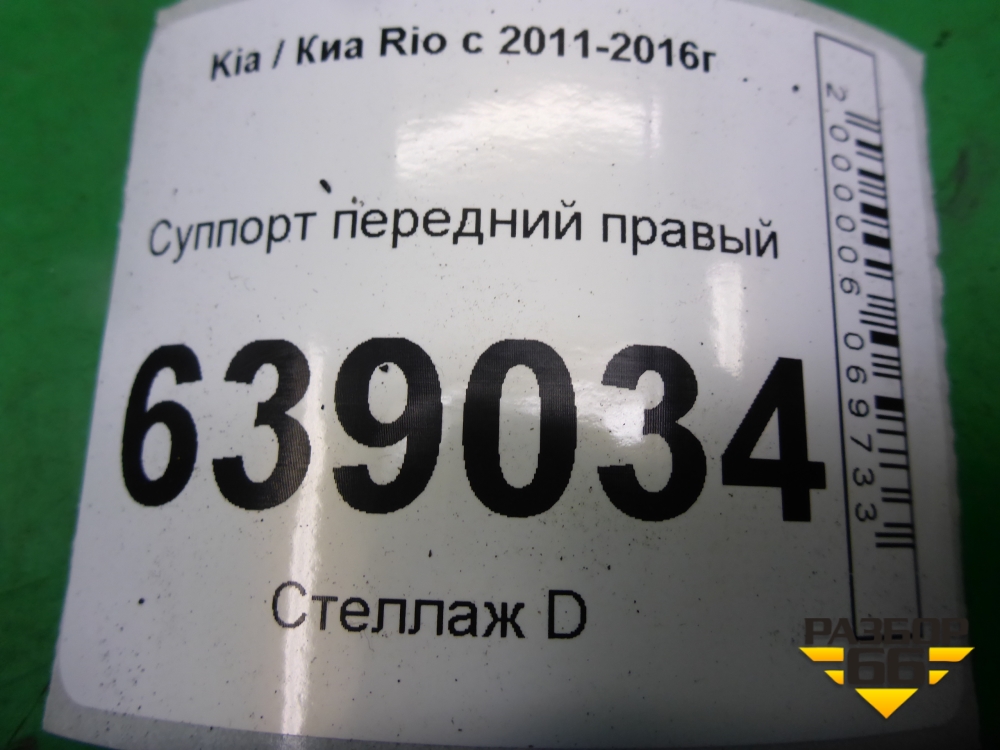 Kia / Киа Rio с 2011-2016г
Суппорт передний правый
639034
Стеллаж D
2000006069733
РАЗБОР
66